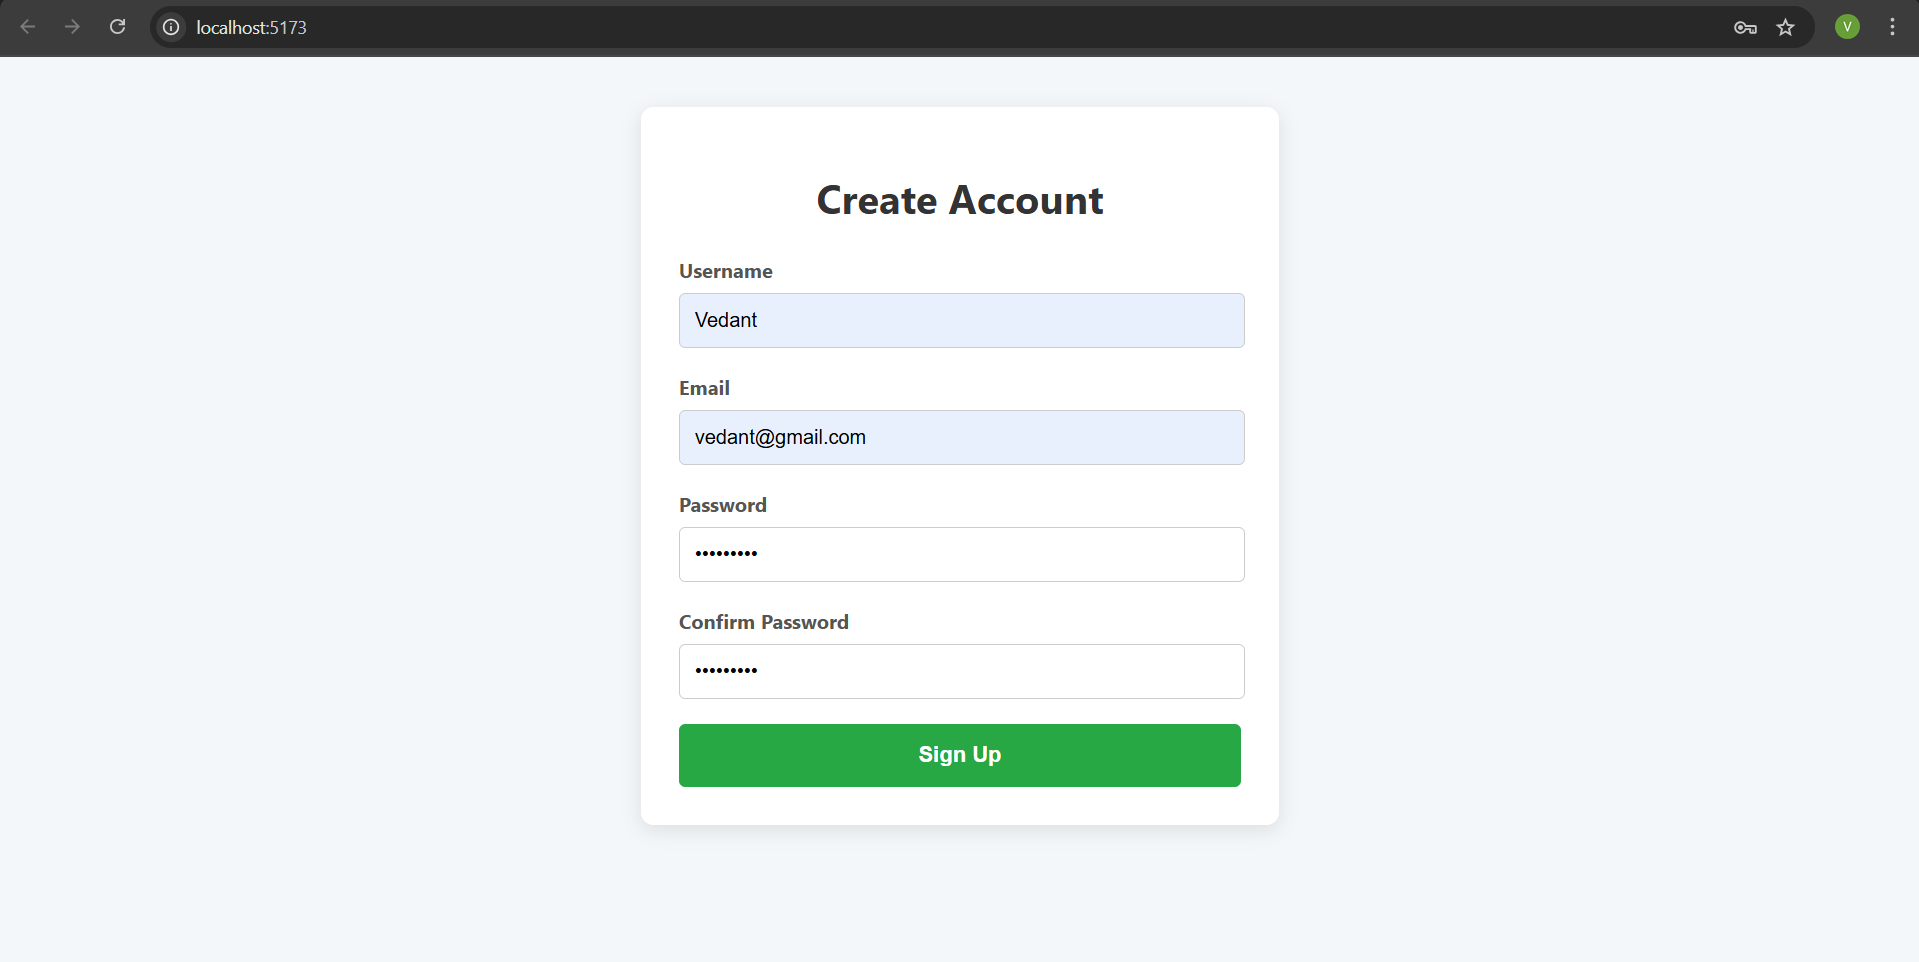 localhost:5173
V
Create Account
Username
Vedant
Email
vedant@gmail.com
Password
•••••••••
Confirm Password
•••••••••
Sign Up